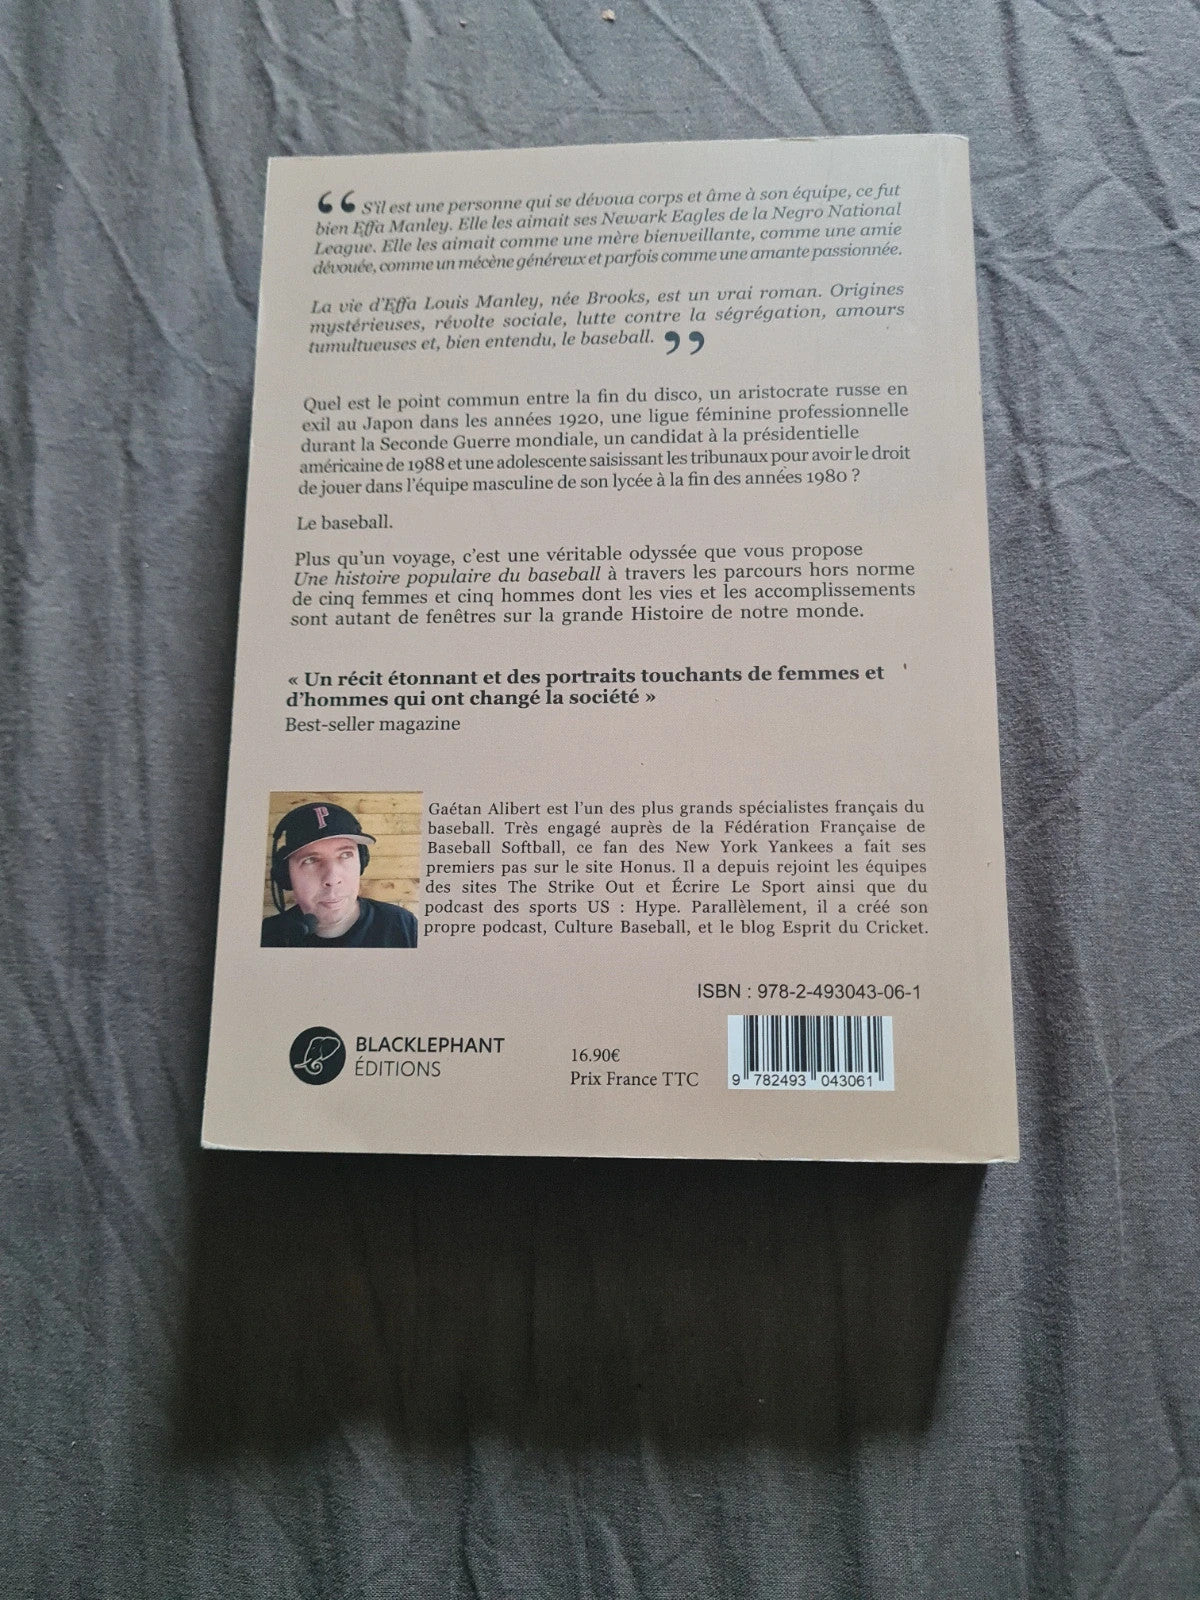 “ S'il est une personne qui se dévoua corps et âme à son équipe, ce fut
bien Effa Manley. Elle les aimait ses Newark Eagles de la Negro National
League. Elle les aimait comme une mère bienveillante, comme une amie
dévouée, comme un mécène généreux et parfois comme une amante passionnée.
La vie d'Effa Louis Manley, née Brooks, est un vrai roman. Origines
mystérieuses, révolte sociale, lutte contre la ségrégation, amours
tumultueuses et, bien entendu, le baseball. ”
Quel est le point commun entre la fin du disco, un aristocrate russe en
exil au Japon dans les années 1920, une ligue féminine professionnelle
durant la Seconde Guerre mondiale, un candidat à la présidentielle
américaine de 1988 et une adolescente saisissant les tribunaux pour avoir le droit
de jouer dans l'équipe masculine de son lycée à la fin des années 1980 ?
Le baseball.
Plus qu'un voyage, c'est une véritable odyssée que vous propose
Une histoire populaire du baseball à travers les parcours hors norme
de cinq femmes et cinq hommes dont les vies et les accomplissements
sont autant de fenêtres sur la grande Histoire de notre monde.
« Un récit étonnant et des portraits touchants de femmes et
d'hommes qui ont changé la société »
Best-seller magazine
P
Gaétan Alibert est l'un des plus grands spécialistes français du
baseball. Très engagé auprès de la Fédération Française de
Baseball Softball, ce fan des New York Yankees a fait ses
premiers pas sur le site Honus. Il a depuis rejoint les équipes
des sites The Strike Out et Écrire Le Sport ainsi que du
podcast des sports US : Hype. Parallèlement, il a créé son
propre podcast, Culture Baseball, et le blog Esprit du Cricket.
ISBN : 978-2-493043-06-1
BLACKLEPHANT
ÉDITIONS
16.90€
Prix France TTC
9 782493 043061